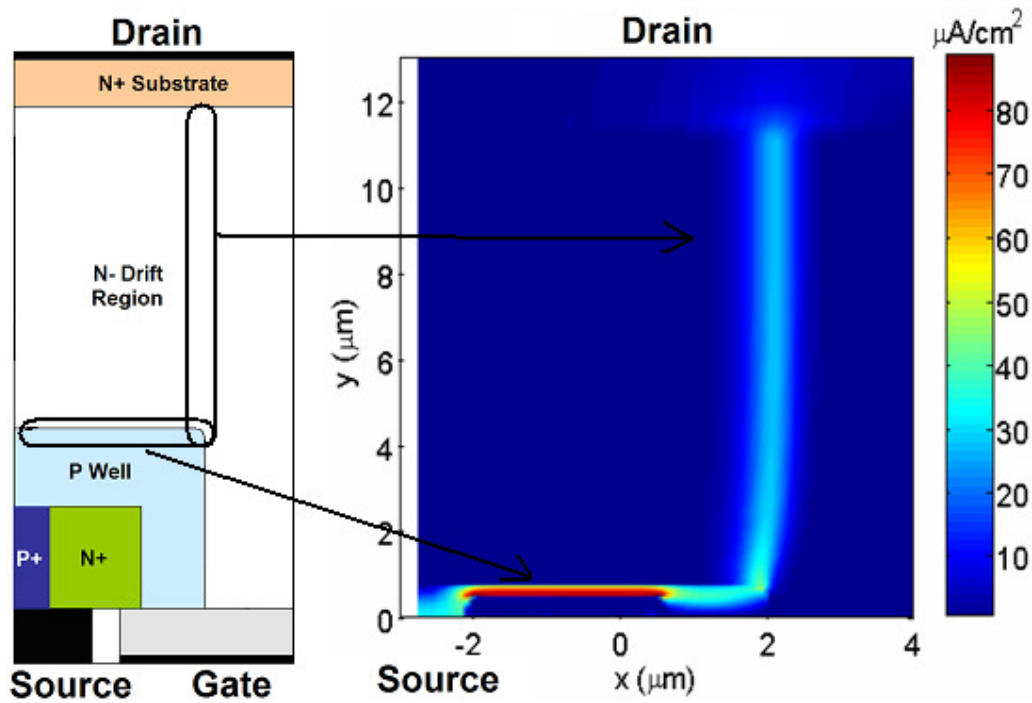 Drain
N+ Substrate
N- Drift
Region
P Well
P+
N+
Source
Gate
Drain
μA/cm²
12
10
8
6
4
2
0
y (μm)
-2
0
2
4
x (μm)
Source
80
70
60
50
40
30
20
10